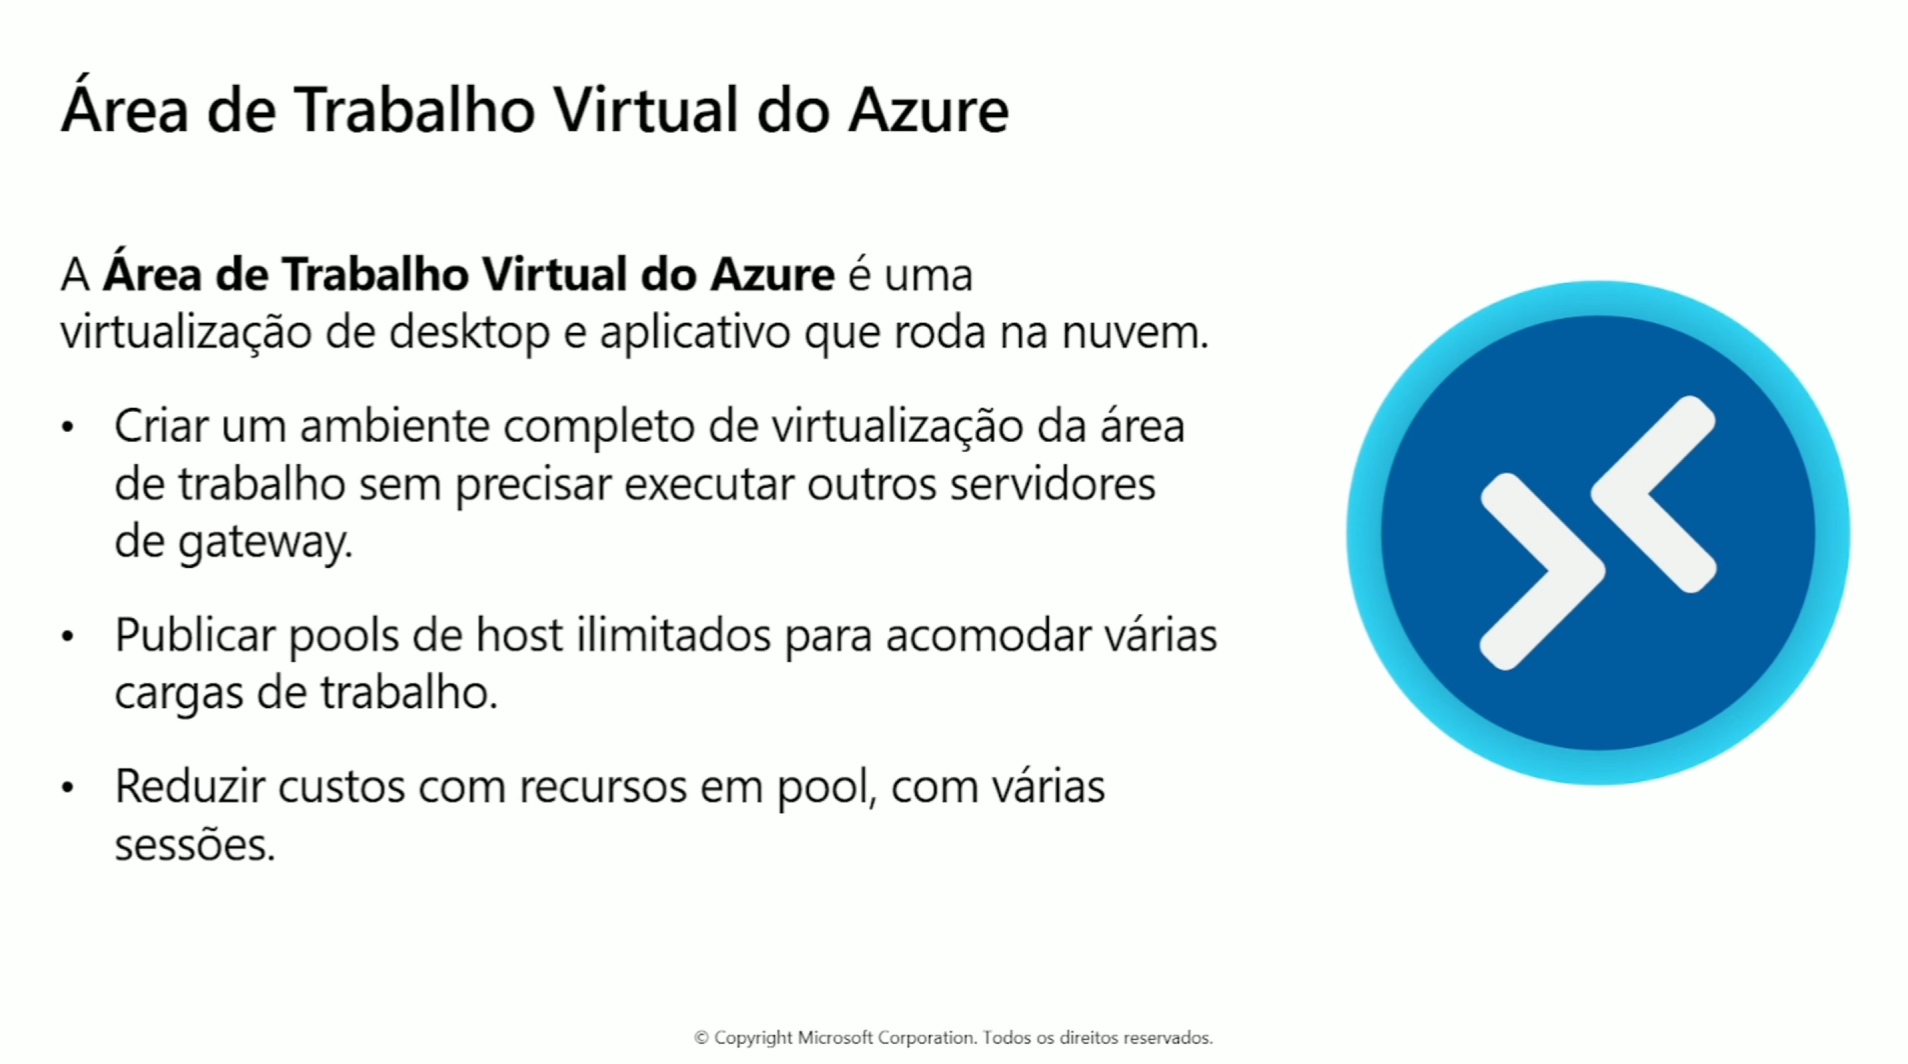 Área de Trabalho Virtual do Azure
A Área de Trabalho Virtual do Azure é uma
virtualização de desktop e aplicativo que roda na nuvem.
• Criar um ambiente completo de virtualização da área
de trabalho sem precisar executar outros servidores
de gateway.
• Publicar pools de host ilimitados para acomodar várias
cargas de trabalho.
• Reduzir custos com recursos em pool, com várias
sessões.
© Copyright Microsoft Corporation. Todos os direitos reservados.